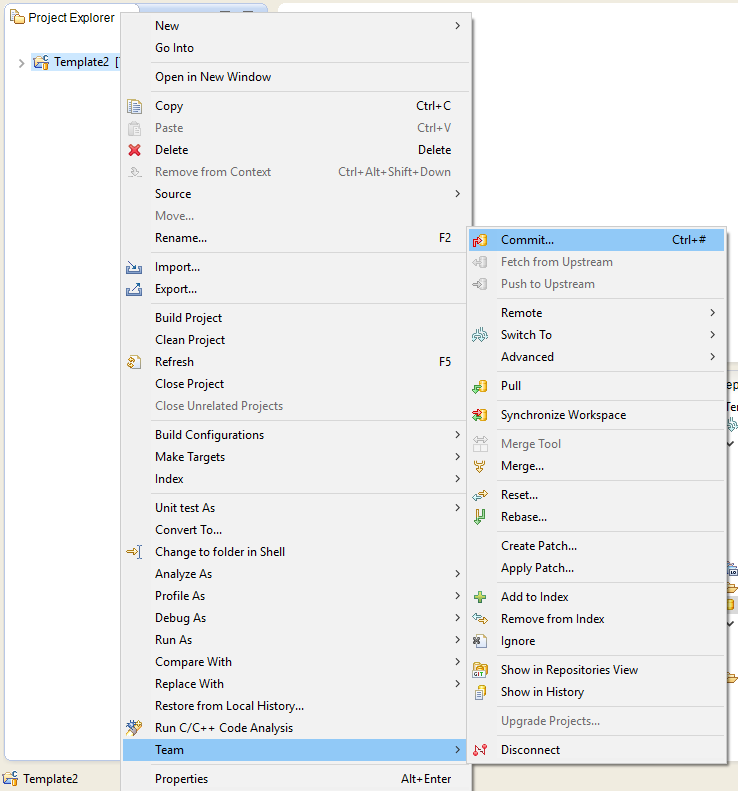 Project Explorer
Template2 [
New
Go Into
Open in New Window
Copy Ctrl+C
Paste Ctrl+V
Delete Delete
Remove from Context Ctrl+Alt+Shift+Down
Source
Move...
Rename... F2
Import...
Export...
Build Project
Clean Project
Refresh F5
Close Project
Close Unrelated Projects
Build Configurations
Make Targets
Index
Unit test As
Convert To...
Change to folder in Shell
Analyze As
Profile As
Debug As
Run As
Compare With
Replace With
Restore from Local History...
Run C/C++ Code Analysis
Team
Properties Alt+Enter
Commit... Ctrl+#
Fetch from Upstream
Push to Upstream
Remote
Switch To
Advanced
Pull
Synchronize Workspace
Merge Tool
Merge...
Reset...
Rebase...
Create Patch...
Apply Patch...
Add to Index
Remove from Index
Ignore
Show in Repositories View
Show in History
Upgrade Projects...
Disconnect
Template2